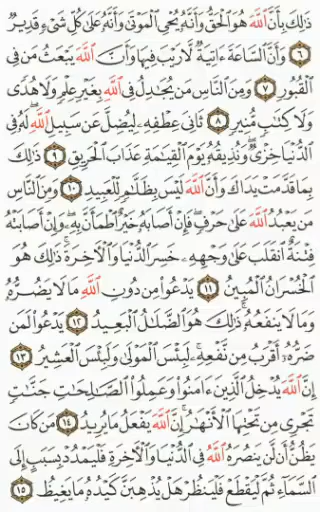 ذَٰلِكَ بِأَنَّ ٱللَّهَ هُوَ ٱلْحَقُّ وَأَنَّهُۥ يُحْىِ ٱلْمَوْتَىٰ وَأَنَّهُۥ عَلَىٰ كُلِّ شَىْءٍ قَدِيرٌ
٦ وَأَنَّ ٱلسَّاعَةَ ءَاتِيَةٌ لَّا رَيْبَ فِيهَا وَأَنَّ ٱللَّهَ يَبْعَثُ مَن فِى
ٱلْقُبُورِ ٧ وَمِنَ ٱلنَّاسِ مَن يُجَٰدِلُ فِى ٱللَّهِ بِغَيْرِ عِلْمٍ وَلَا هُدًى
وَلَا كِتَٰبٍ مُّنِيرٍ ٨ ثَانِىَ عِطْفِهِۦ لِيُضِلَّ عَن سَبِيلِ ٱللَّهِ ۖ لَهُۥ فِى
ٱلدُّنْيَا خِزْىٌ ۖ وَنُذِيقُهُۥ يَوْمَ ٱلْقِيَٰمَةِ عَذَابَ ٱلْحَرِيقِ ٩ ذَٰلِكَ
بِمَا قَدَّمَتْ يَدَاكَ وَأَنَّ ٱللَّهَ لَيْسَ بِظَلَّٰمٍ لِّلْعَبِيدِ ١٠ وَمِنَ ٱلنَّاسِ
مَن يَعْبُدُ ٱللَّهَ عَلَىٰ حَرْفٍ ۖ فَإِنْ أَصَابَهُۥ خَيْرٌ ٱطْمَأَنَّ بِهِۦ ۖ وَإِنْ أَصَابَتْهُ
فِتْنَةٌ ٱنقَلَبَ عَلَىٰ وَجْهِهِۦ خَسِرَ ٱلدُّنْيَا وَٱلْءَاخِرَةَ ۚ ذَٰلِكَ هُوَ
ٱلْخُسْرَانُ ٱلْمُبِينُ ١١ يَدْعُوا۟ مِن دُونِ ٱللَّهِ مَا لَا يَضُرُّهُۥ
وَمَا لَا يَنفَعُهُۥ ۚ ذَٰلِكَ هُوَ ٱلضَّلَٰلُ ٱلْبَعِيدُ ١٢ يَدْعُوا۟ لَمَن
ضَرُّهُۥٓ أَقْرَبُ مِن نَّفْعِهِۦ ۚ لَبِئْسَ ٱلْمَوْلَىٰ وَلَبِئْسَ ٱلْعَشِيرُ ١٣
إِنَّ ٱللَّهَ يُدْخِلُ ٱلَّذِينَ ءَامَنُوا۟ وَعَمِلُوا۟ ٱلصَّٰلِحَٰتِ جَنَّٰتٍ
تَجْرِى مِن تَحْتِهَا ٱلْأَنْهَٰرُ ۚ إِنَّ ٱللَّهَ يَفْعَلُ مَا يُرِيدُ ١٤ مَن كَانَ
يَظُنُّ أَن لَّن يَنصُرَهُ ٱللَّهُ فِى ٱلدُّنْيَا وَٱلْءَاخِرَةِ فَلْيَمْدُدْ بِسَبَبٍ إِلَى
ٱلسَّمَآءِ ثُمَّ لْيَقْطَعْ فَلْيَنظُرْ هَلْ يُذْهِبَنَّ كَيْدُهُۥ مَا يَغِيظُ ١٥